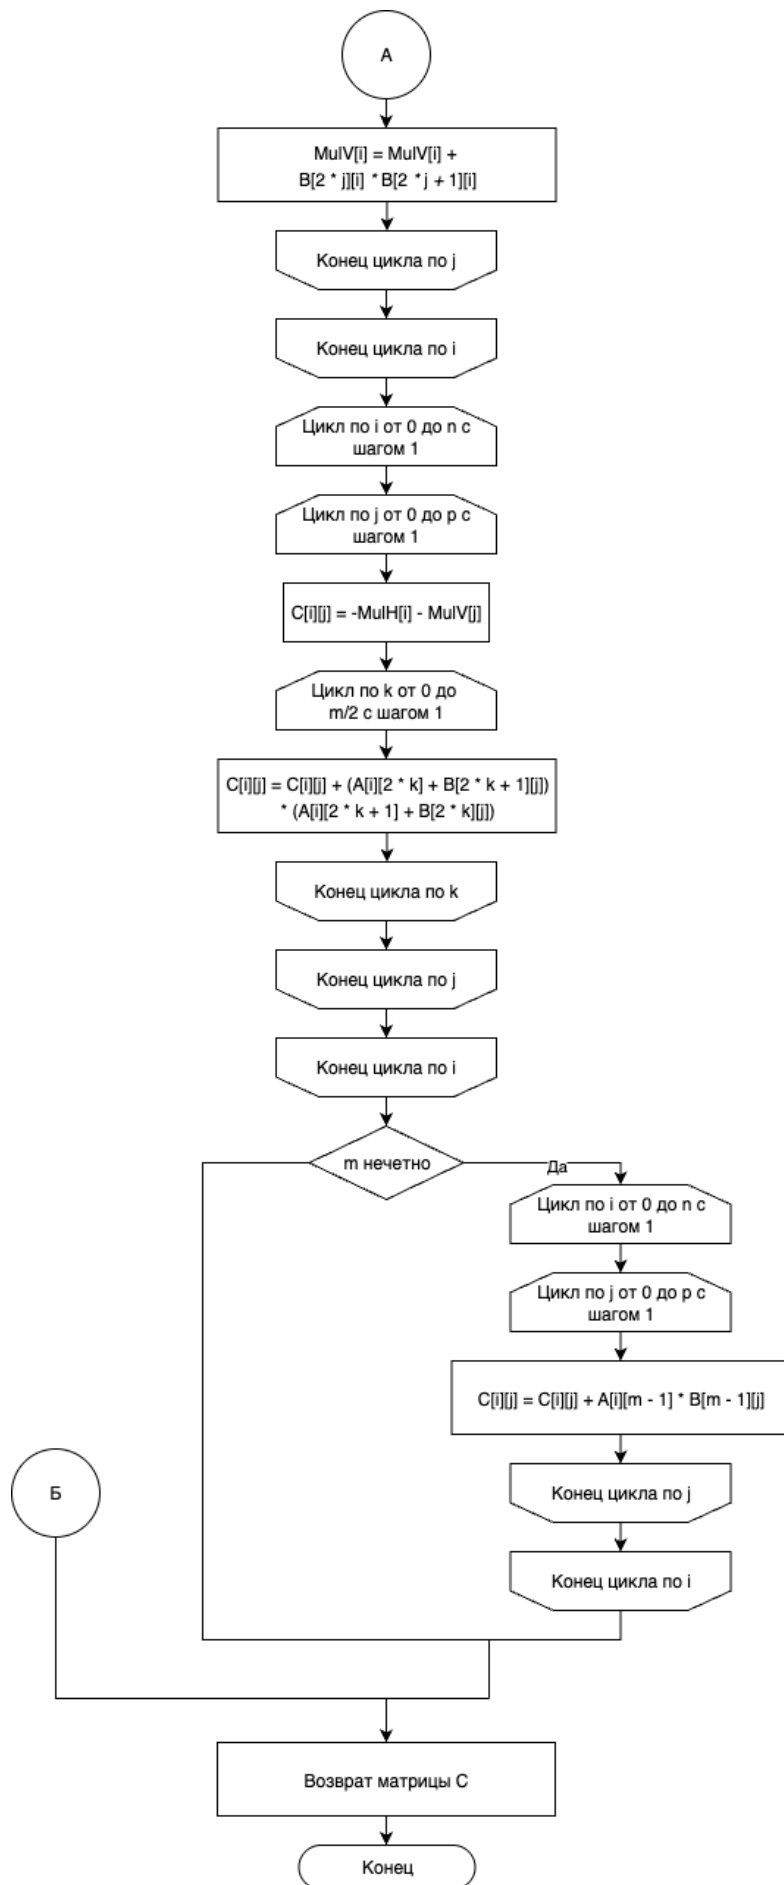 А
MulV[i] = MulV[i] +
B[2 * j][i] * B[2 * j + 1][i]
Конец цикла по j
Конец цикла по i
Цикл по i от 0 до n с
шагом 1
Цикл по j от 0 до p с
шагом 1
C[i][j] = -MulH[i] - MulV[j]
Цикл по k от 0 до
m/2 с шагом 1
C[i][j] = C[i][j] + (A[i][2 * k] + B[2 * k + 1][j])
* (A[i][2 * k + 1] + B[2 * k][j])
Конец цикла по k
Конец цикла по j
Конец цикла по i
m нечетно
Да
Цикл по i от 0 до n с
шагом 1
Цикл по j от 0 до p с
шагом 1
C[i][j] = C[i][j] + A[i][m - 1] * B[m - 1][j]
Конец цикла по j
Б
Конец цикла по i
Возврат матрицы C
Конец